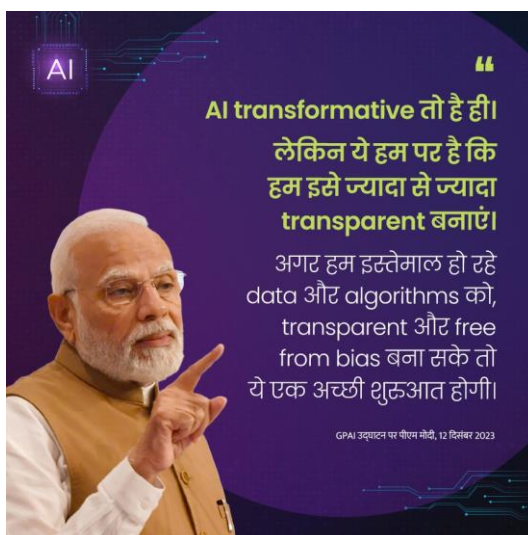 AI
“
AI transformative तो है ही।
लेकिन ये हम पर है कि
हम इसे ज्यादा से ज्यादा
transparent बनाएं।
अगर हम इस्तेमाल हो रहे
data और algorithms को,
transparent और free
from bias बना सके तो
ये एक अच्छी शुरुआत होगी।
GPAI उद्घाटन पर पीएम मोदी, 12 दिसंबर 2023